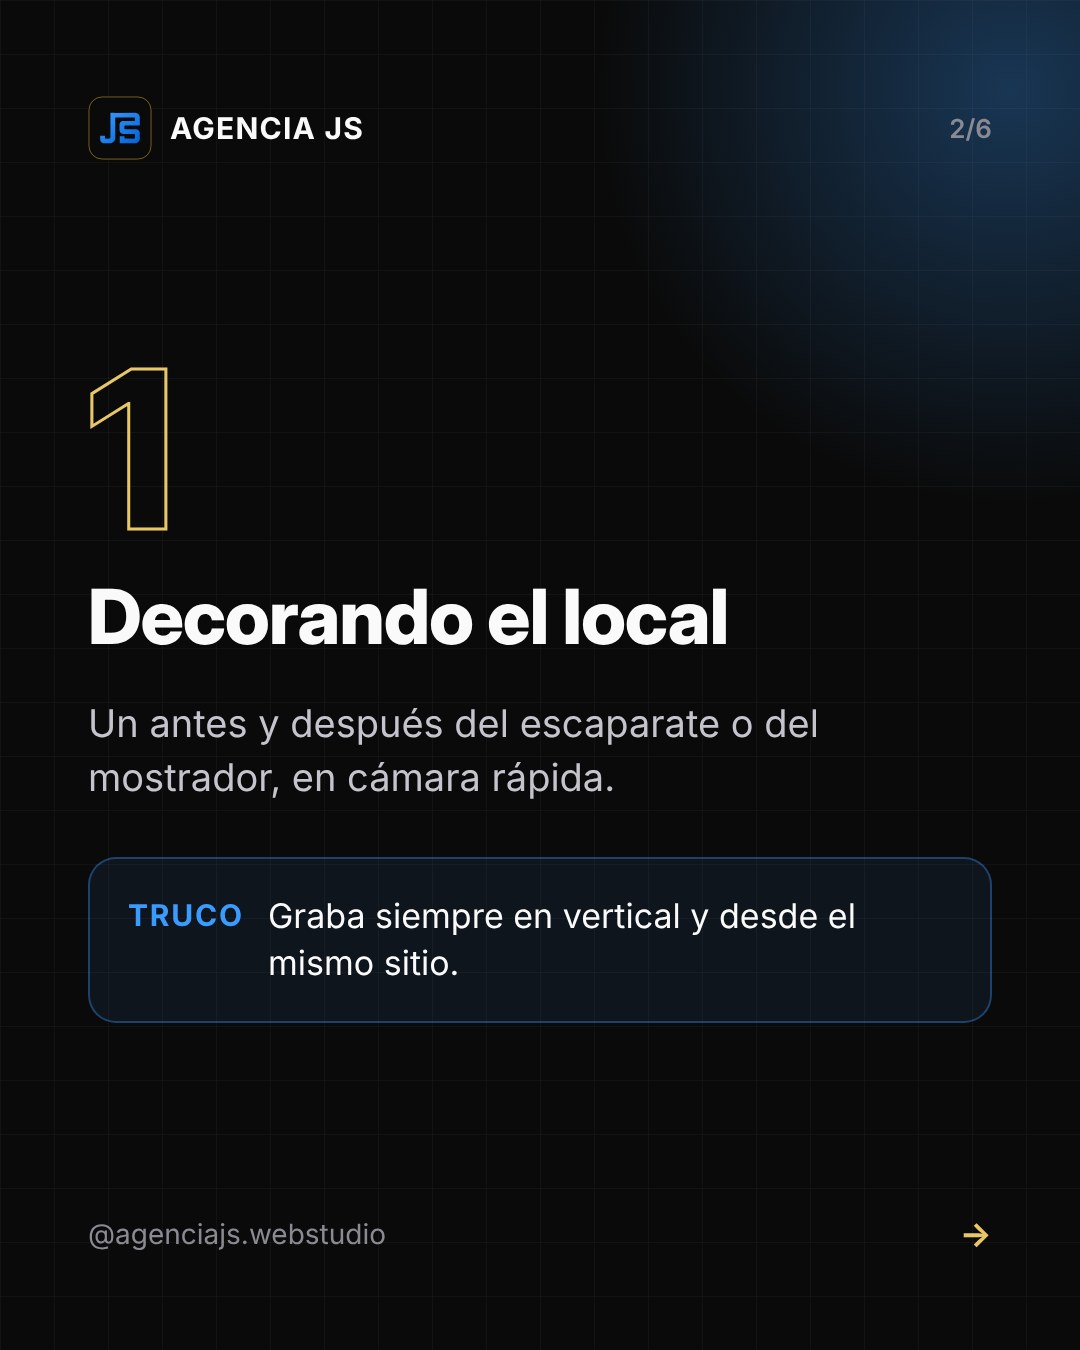 JS
AGENCIA JS
2/6
1
Decorando el local
Un antes y después del escaparate o del
mostrador, en cámara rápida.
TRUCO Graba siempre en vertical y desde el
mismo sitio.
@agenciajs.webstudio
→